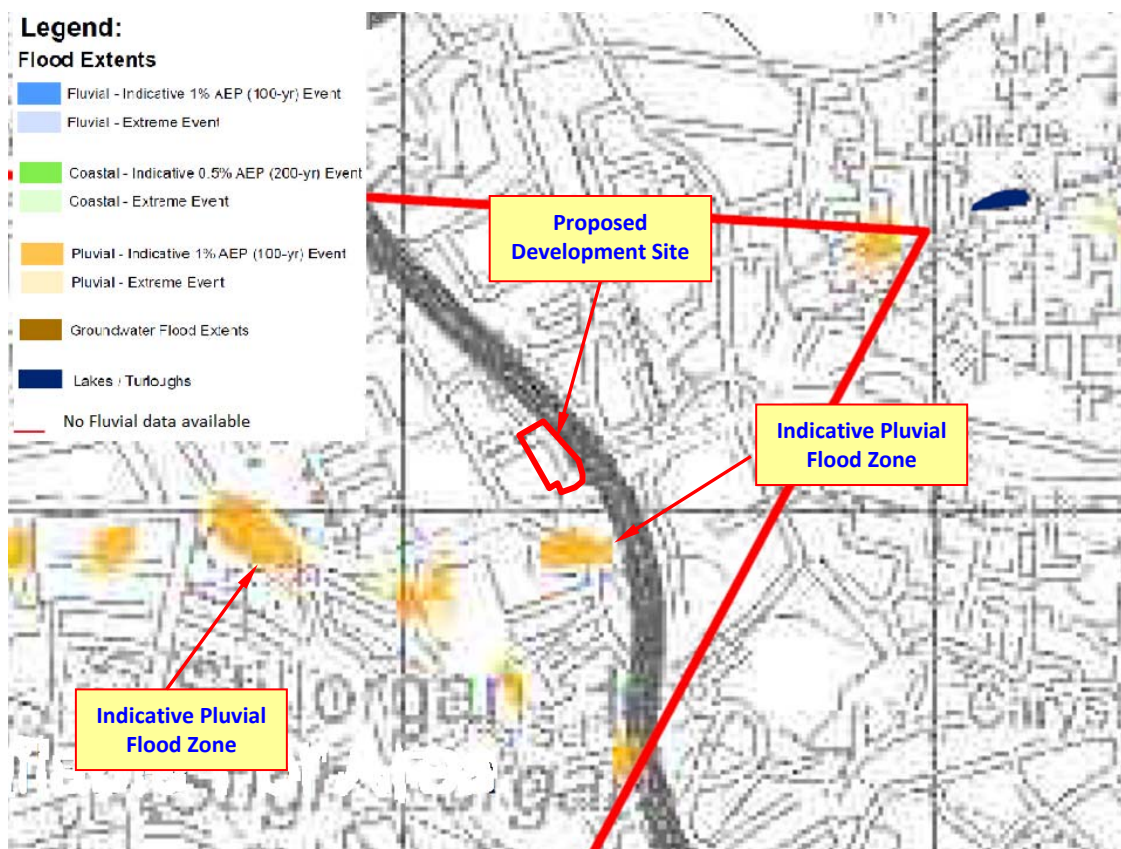 Legend:
Flood Extents
Fluvial - Indicative 1% AEP (100-yr) Event
Fluvial - Extreme Event
Coastal - Indicative 0.5% AEP (200-yr) Event
Coastal - Extreme Event
Pluvial - Indicative 1% AEP (100-yr) Event
Pluvial - Extreme Event
Groundwater Flood Extents
Lakes / Turloughs
No Fluvial data available
Sch
College
Proposed
Development Site
Indicative Pluvial
Flood Zone
Indicative Pluvial
Flood Zone